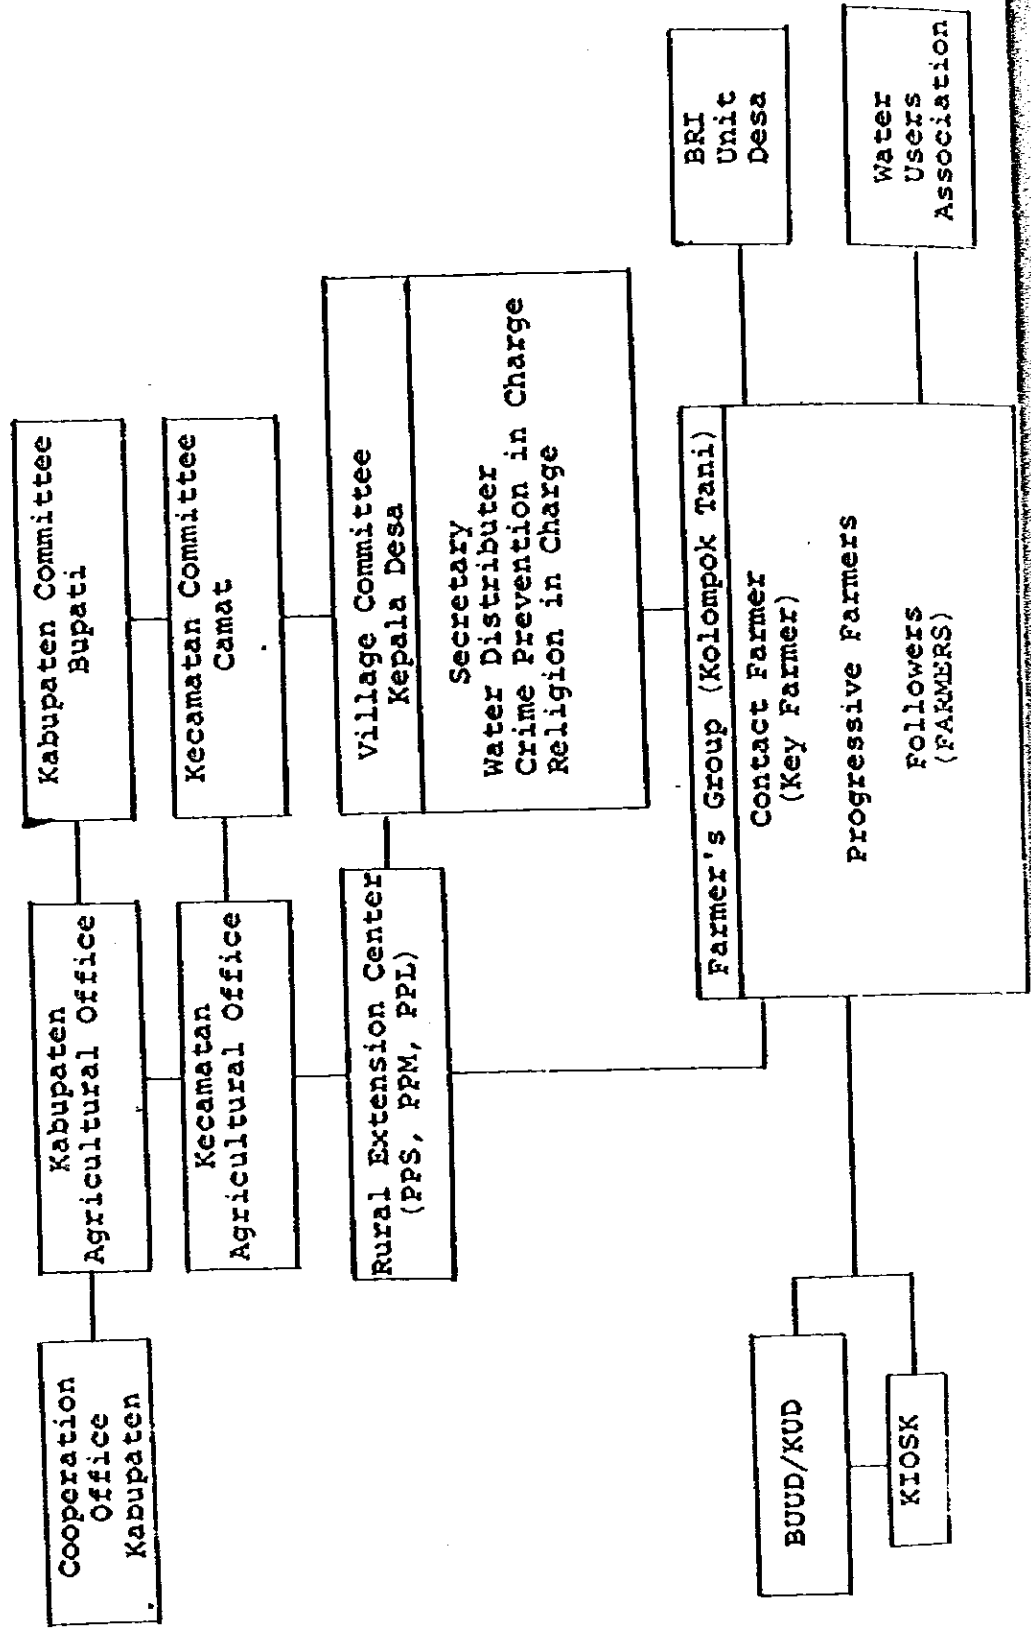 Cooperation
Office
Kabupaten
Kabupaten
Agricultural Office
Kabupaten Committee
Bupati
Kecamatan
Agricultural Office
Kecamatan Committee
Camat
Rural Extension Center
(PPS, PPM, PPL)
Village Committee
Kepala Desa
Secretary
Water Distributer
Crime Prevention in Charge
Religion in Charge
BUUD/KUD
KIOSK
Farmer's Group (Kolompok Tani)
Contact Farmer
(Key Farmer)
Progressive Farmers
Followers
(FARMERS)
BRI
Unit
Desa
Water
Users
Association